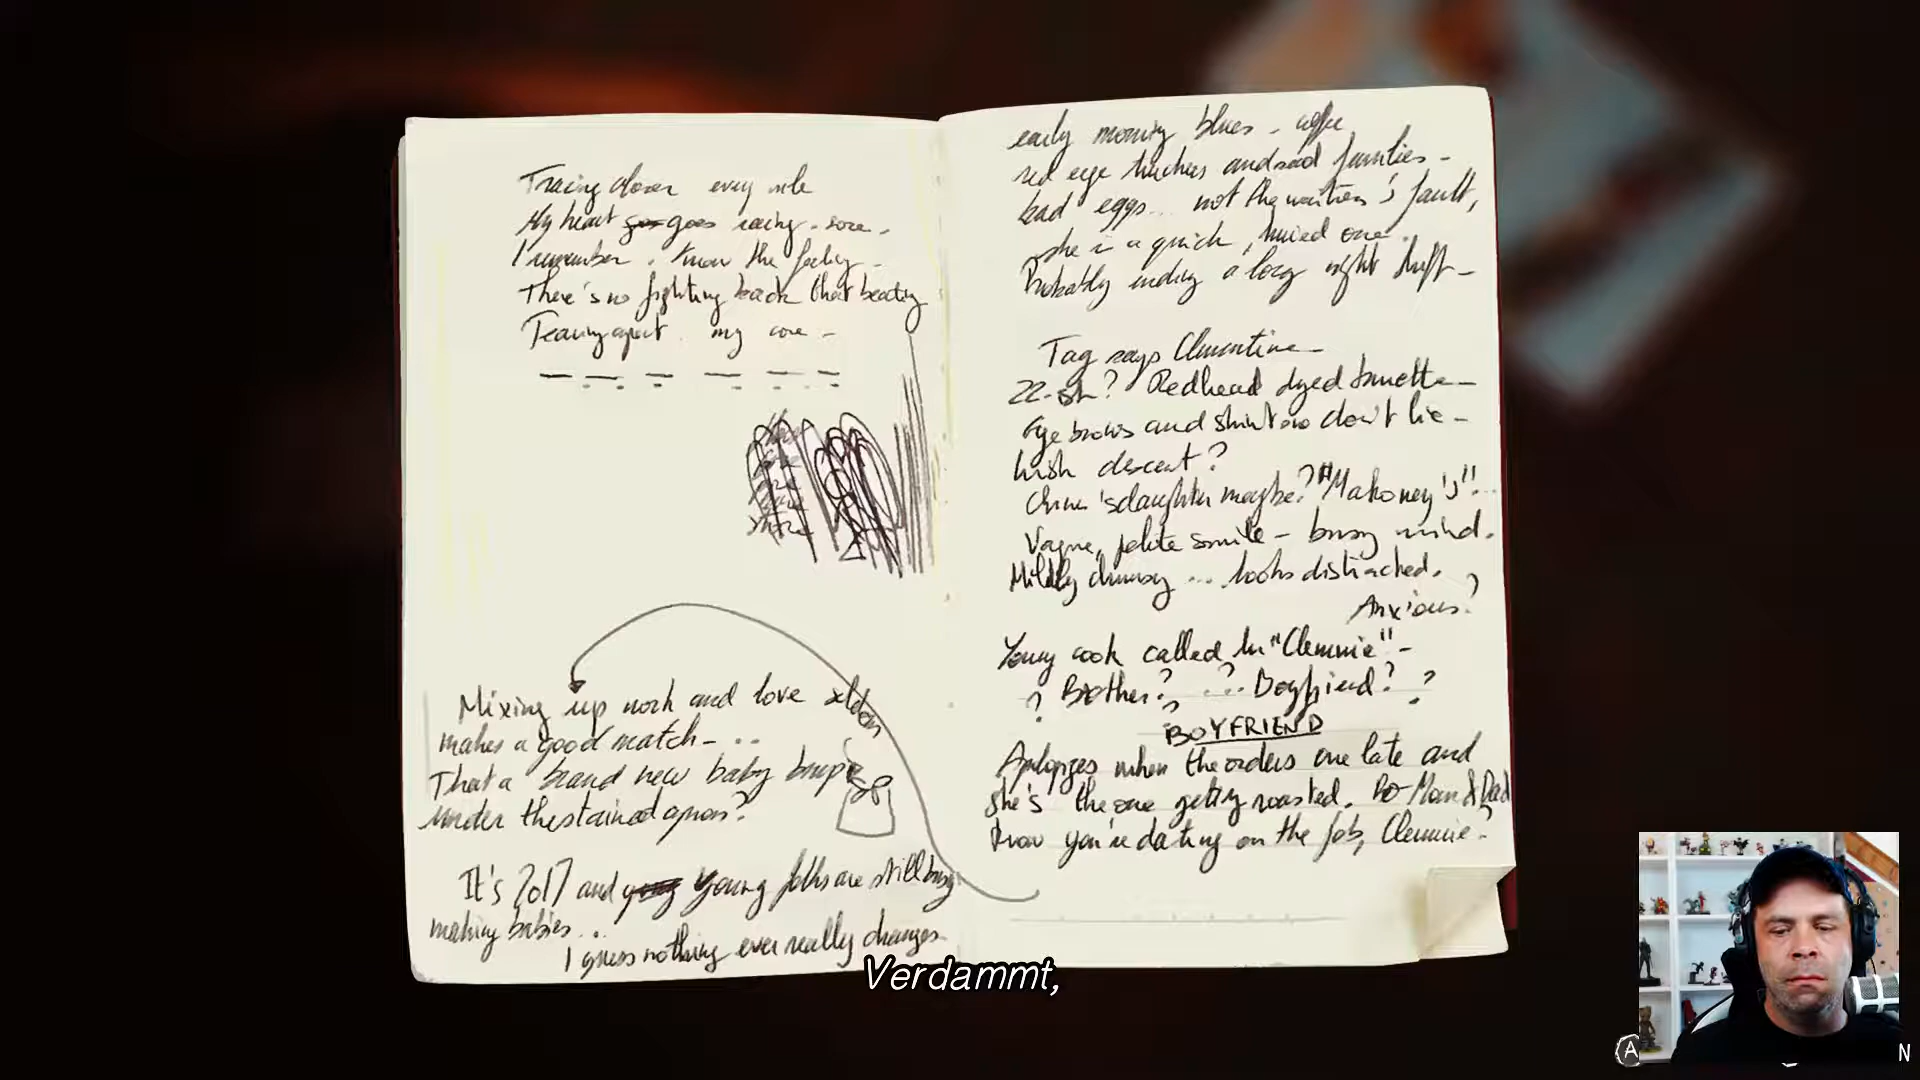 Tracing closer every mile
My heart goes goes racing. sore.
I remember. Know the feeling -
There's no fighting back that beating
Tearing apart my core -
Mixing up work and love seldom
makes a good match - ...
That a brand new baby bump
under the stained apron?
It's 2017 and young young folks are still busy
making babies...
I guess nothing ever really changes.
early morning blues - coffee
red eye truckers and sad families -
bad eggs... not the waitress's fault,
she is a quick, one.
Probably ending a long night shift -
Tag says Clementine -
22-ish? Redhead dyed brunette -
Eye brows and skin too don't lie -
Irish descent?
Owner's daughter maybe? "Mahoney's"...
Vague, polite smile - busy mind.
Mildly clumsy ... looks distracted.
Anxious?
Young cook called her "Clemmie" -
? Brother? ...? Boyfriend? ?
BOYFRIEND
Apologizes when the orders are late and
she's the one getting roasted. Do Mom & Dad
know you're dating on the job, Clemmie?
Verdammt,
A
N